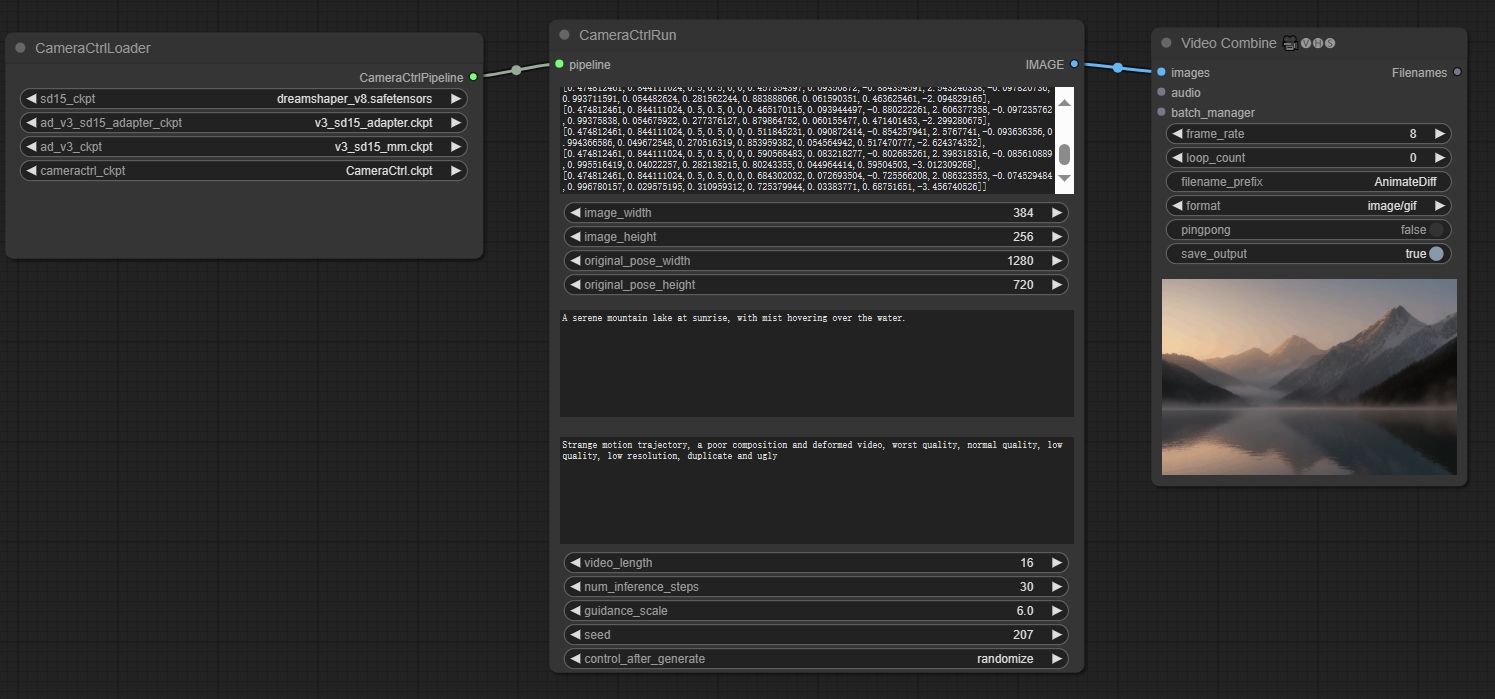 CameraCtrlLoader
CameraCtrlPipeline
sd15_ckpt dreamshaper_v8.safetensors
ad_v3_sd15_adapter_ckpt v3_sd15_adapter.ckpt
ad_v3_ckpt v3_sd15_mm.ckpt
cameractrl_ckpt CameraCtrl.ckpt
CameraCtrlRun
pipeline IMAGE
0.993711591,0.054482624,0.281562244,0.883888066,0.061590351,0.463625461,-2.094829165],
[0.474812461,0.844111024,0.5,0.5,0,0,0.465170115,0.093944497,-0.880222261,2.606377358,-0.097235762
,0.99375838,0.054675922,0.277376127,0.879864752,0.060155477,0.471401453,-2.299280675],
[0.474812461,0.844111024,0.5,0.5,0,0,0.511845231,0.090872414,-0.854257941,2.5767741,-0.093636356,0
.994366586,0.049672548,0.270516319,0.853959382,0.054564942,0.517470777,-2.624374352],
[0.474812461,0.844111024,0.5,0.5,0,0,0.590568483,0.083218277,-0.802685261,2.398318316,-0.085610889
,0.995516419,0.04022257,0.282138215,0.80243355,0.044964414,0.59504503,-3.012309268],
[0.474812461,0.844111024,0.5,0.5,0,0,0.684302032,0.072693504,-0.725566208,2.086323553,-0.074529484
,0.996780157,0.029575195,0.310959312,0.725379944,0.03383771,0.68751651,-3.456740526]]
image_width 384
image_height 256
original_pose_width 1280
original_pose_height 720
A serene mountain lake at sunrise, with mist hovering over the water.
Strange motion trajectory, a poor composition and deformed video, worst quality, normal quality, low
quality, low resolution, duplicate and ugly
video_length 16
num_inference_steps 30
guidance_scale 6.0
seed 207
control_after_generate randomize
Video Combine 🎥🅥🅗🅢
images Filenames
audio
batch_manager
frame_rate 8
loop_count 0
filename_prefix AnimateDiff
format image/gif
pingpong false
save_output true